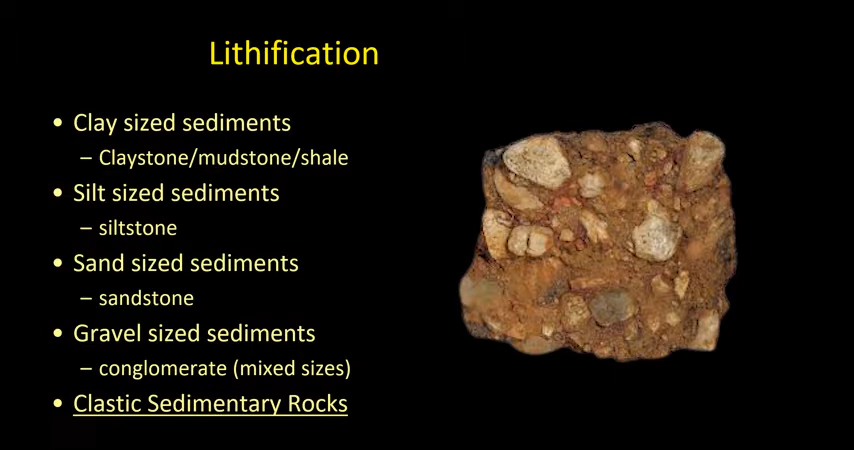 Lithification
• Clay sized sediments
– Claystone/mudstone/shale
• Silt sized sediments
– siltstone
• Sand sized sediments
– sandstone
• Gravel sized sediments
– conglomerate (mixed sizes)
• Clastic Sedimentary Rocks